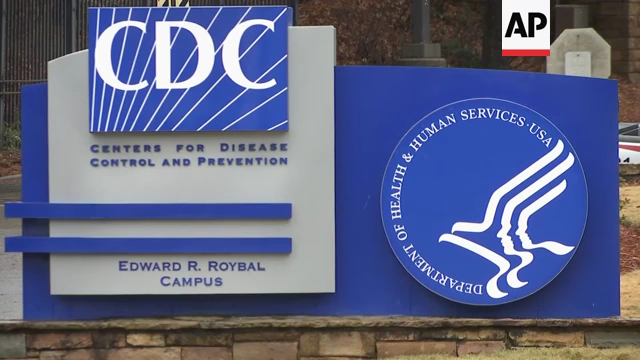 AP
CDC
CENTERS FOR DISEASE
CONTROL AND PREVENTION
EDWARD R. ROYBAL
CAMPUS
DEPARTMENT OF HEALTH & HUMAN SERVICES · USA